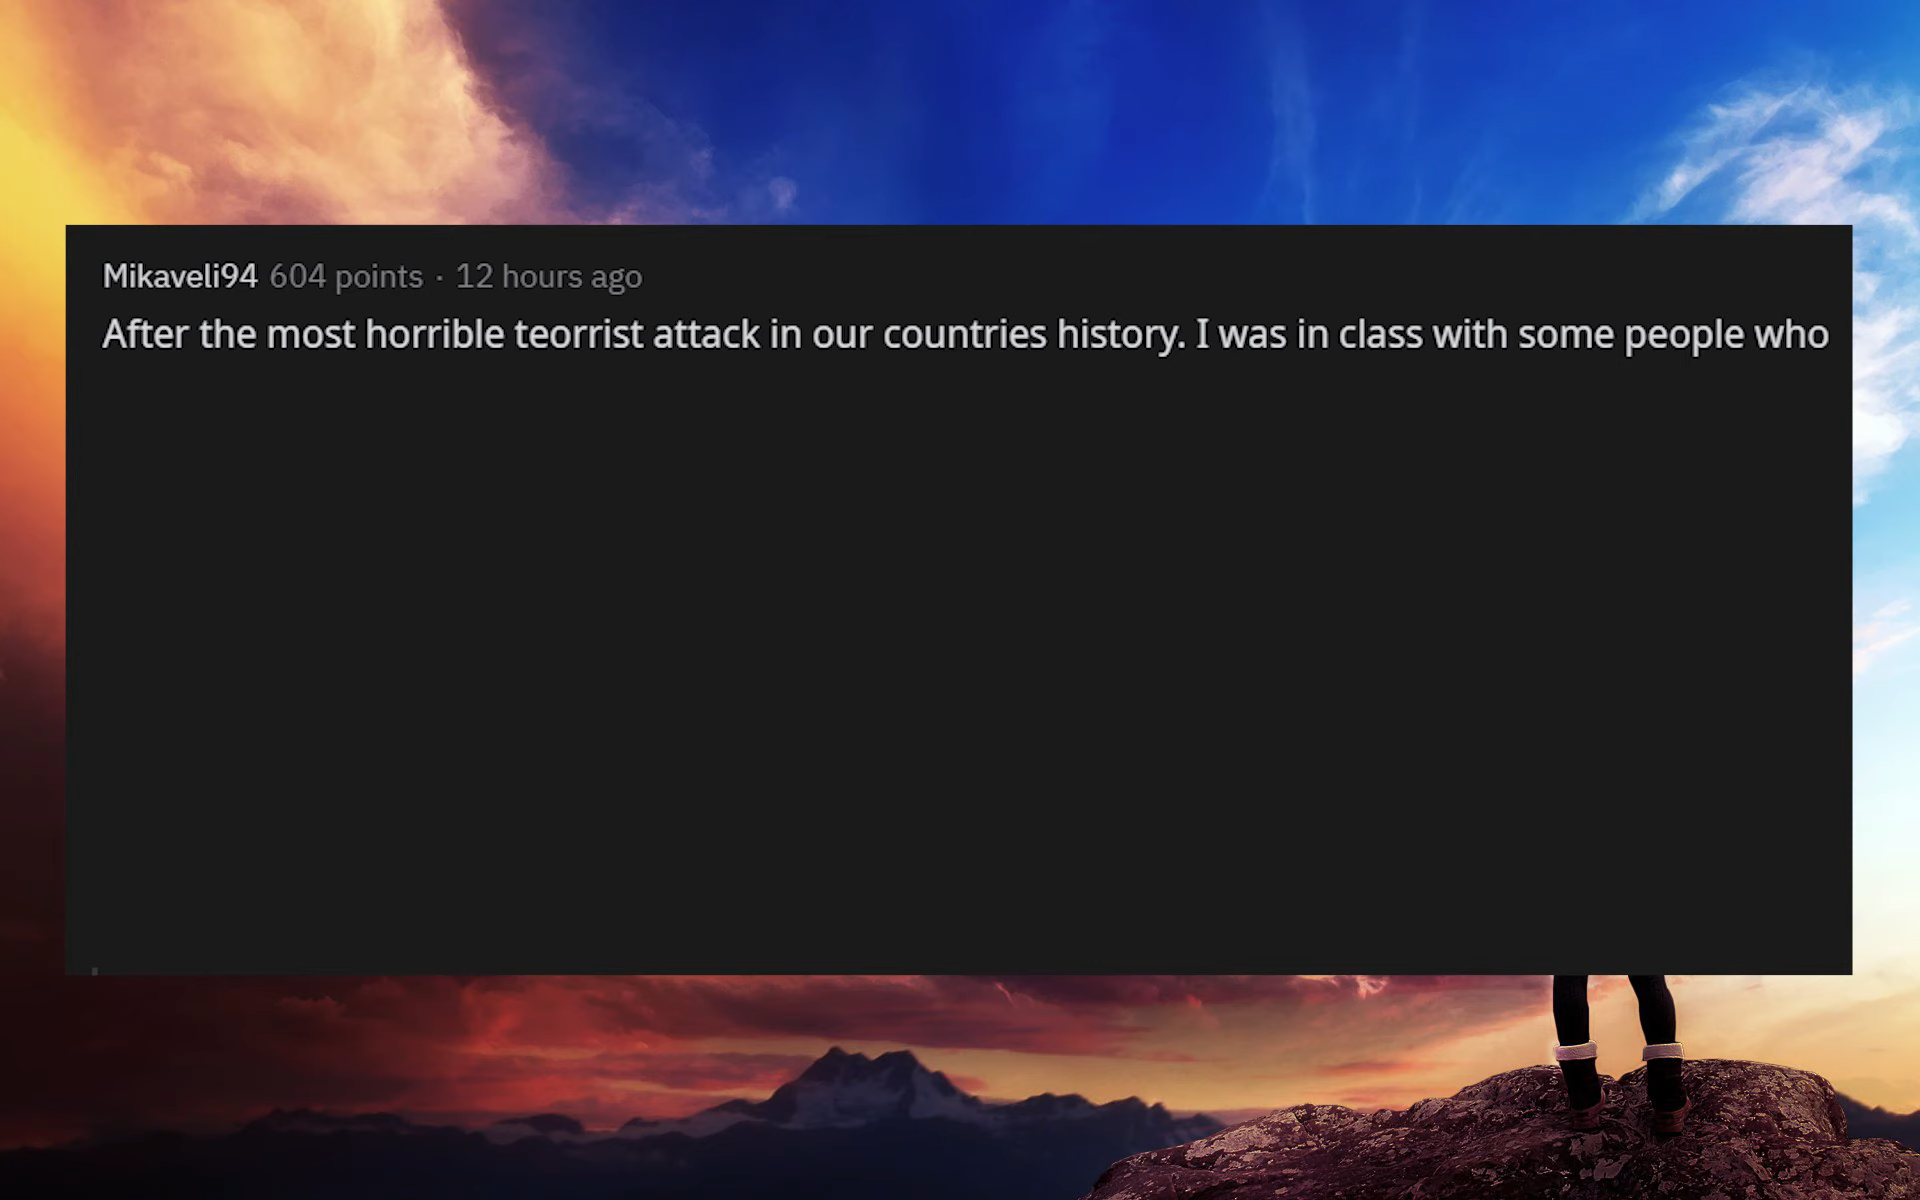 Mikaveli94 604 points · 12 hours ago
After the most horrible teorrist attack in our countries history. I was in class with some people who